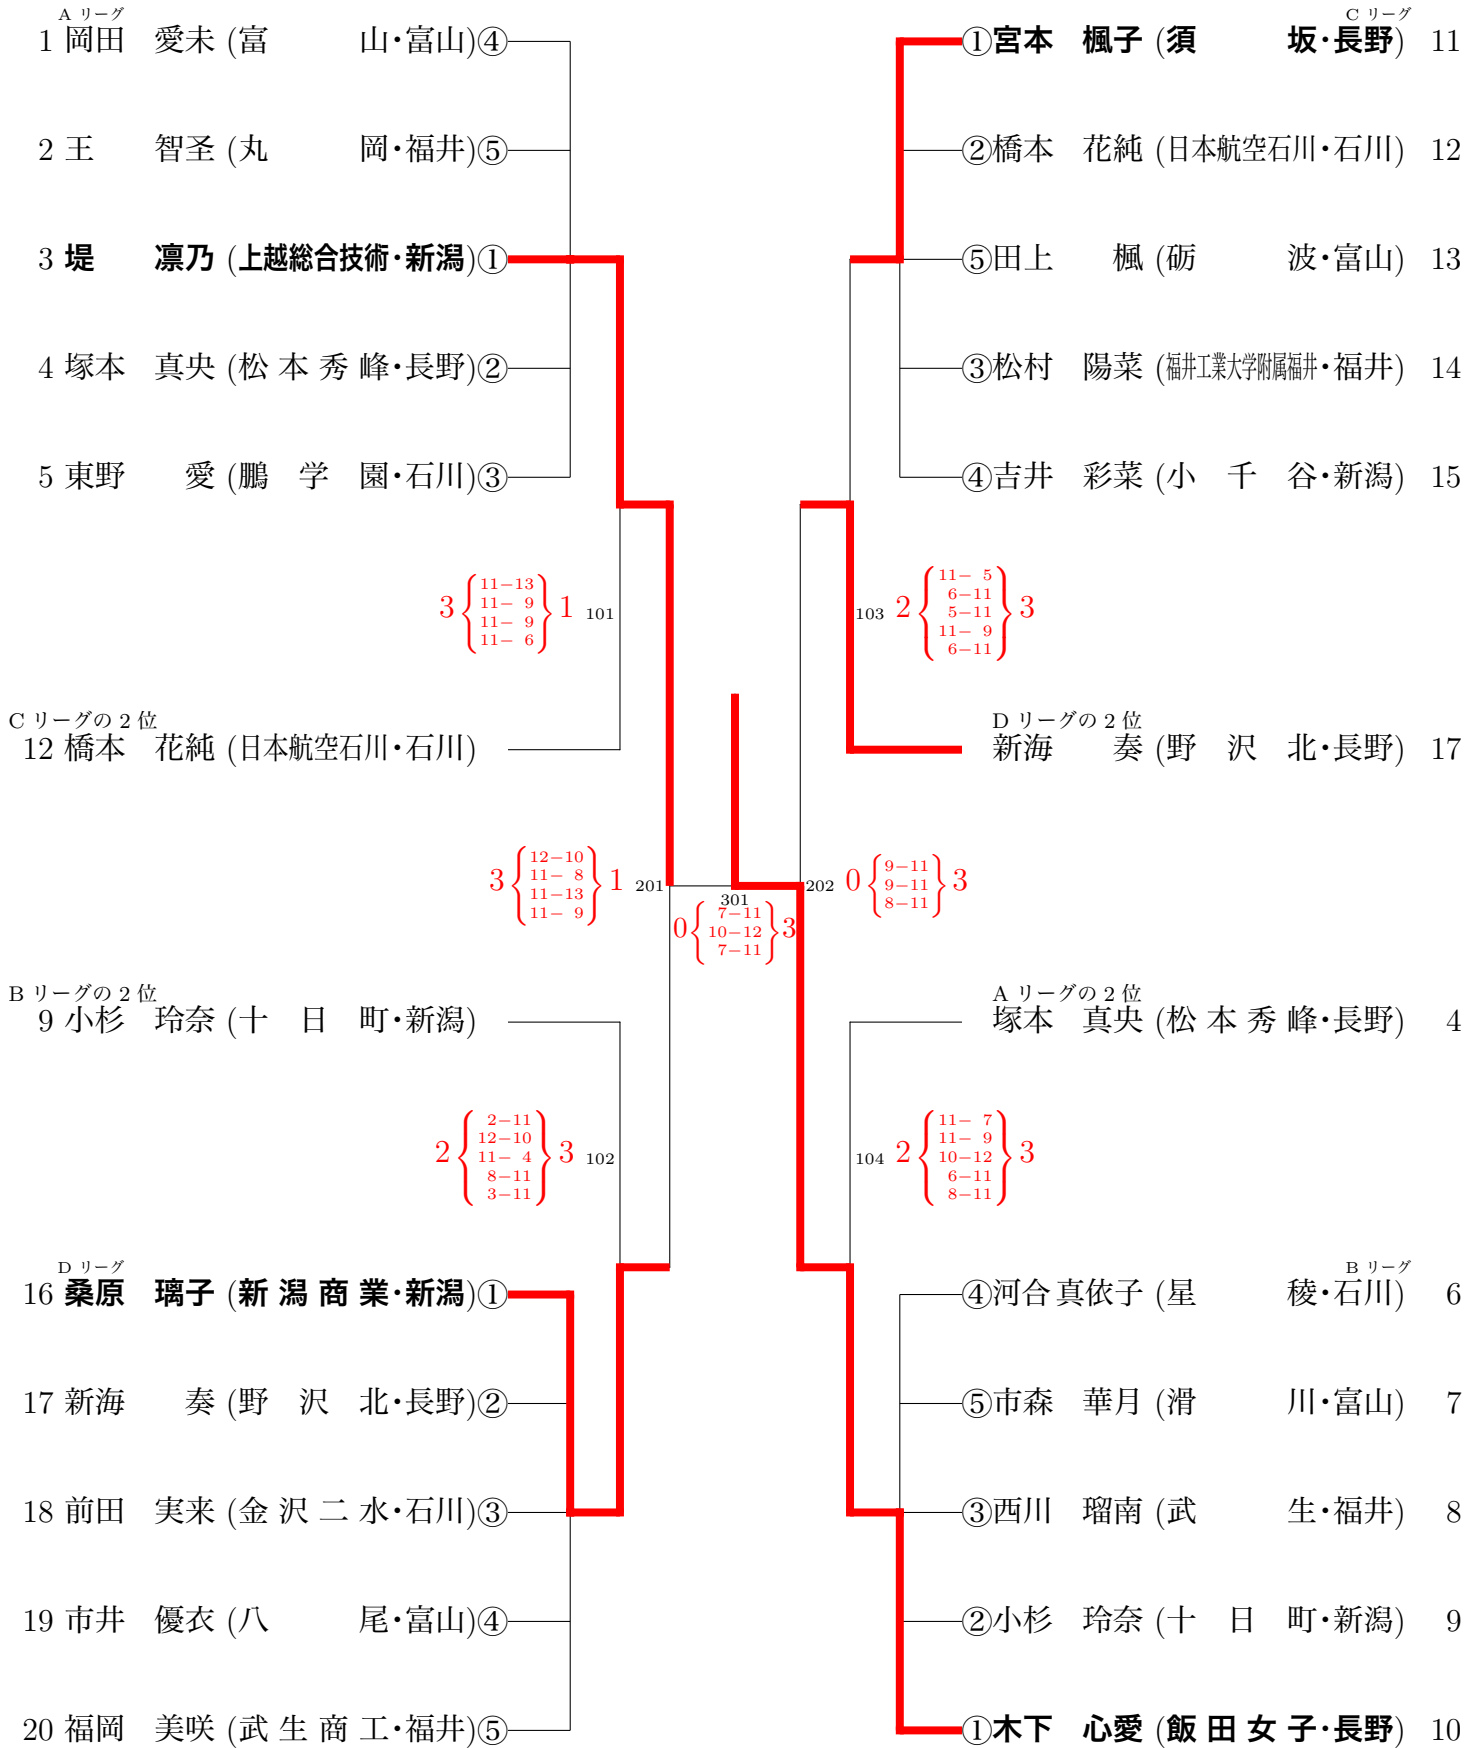 A リーグ
1 岡田 愛未 (富 山・富山)④
2 王 智圣 (丸 岡・福井)⑤
3 堤 凛乃 (上越総合技術・新潟)①
4 塚本 真央 (松本秀峰・長野)②
5 東野 愛 (鵬学園・石川)③
3 { 11−13 11− 9 11− 9 11− 6 } 1 101
C リーグの 2 位
12 橋本 花純 (日本航空石川・石川)
3 { 12−10 11− 8 11−13 11− 9 } 1 201
B リーグの 2 位
9 小杉 玲奈 (十日町・新潟)
2 { 2−11 12−10 11− 4 8−11 3−11 } 3 102
D リーグ
16 桑原 璃子 (新潟商業・新潟)①
17 新海 奏 (野沢北・長野)②
18 前田 実来 (金沢二水・石川)③
19 市井 優衣 (八 尾・富山)④
20 福岡 美咲 (武生商工・福井)⑤
301
0 { 7−11 10−12 7−11 } 3
C リーグ
①宮本 楓子 (須 坂・長野) 11
②橋本 花純 (日本航空石川・石川) 12
⑤田上 楓 (砺 波・富山) 13
③松村 陽菜 (福井工業大学附属福井・福井) 14
④吉井 彩菜 (小千谷・新潟) 15
103 2 { 11− 5 6−11 5−11 11− 9 6−11 } 3
D リーグの 2 位
新海 奏 (野沢北・長野) 17
202 0 { 9−11 9−11 8−11 } 3
A リーグの 2 位
塚本 真央 (松本秀峰・長野) 4
104 2 { 11− 7 11− 9 10−12 6−11 8−11 } 3
B リーグ
④河合 真依子 (星 稜・石川) 6
⑤市森 華月 (滑 川・富山) 7
③西川 瑠南 (武 生・福井) 8
②小杉 玲奈 (十日町・新潟) 9
①木下 心愛 (飯田女子・長野) 10